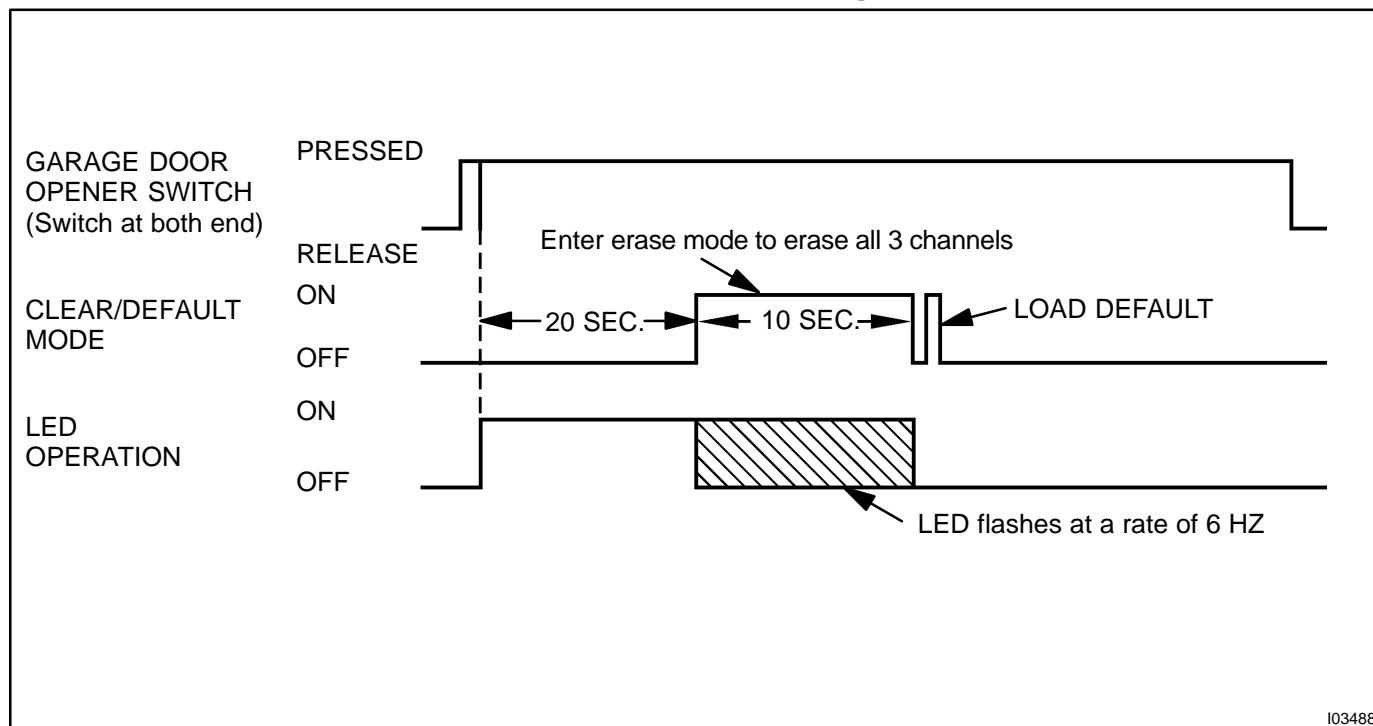 GARAGE DOOR
OPENER SWITCH
(Switch at both end)
PRESSED
RELEASE
Enter erase mode to erase all 3 channels
CLEAR/DEFAULT
MODE
ON
OFF
20 SEC.
10 SEC.
LOAD DEFAULT
LED
OPERATION
ON
OFF
LED flashes at a rate of 6 HZ
I03488